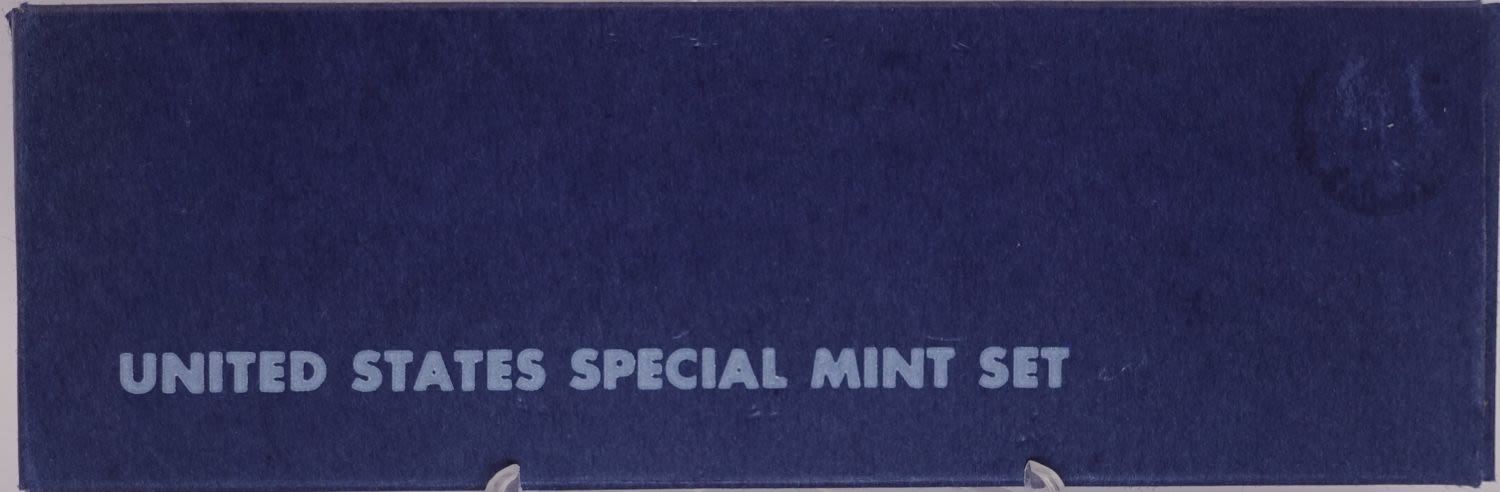 UNITED STATES SPECIAL MINT SET